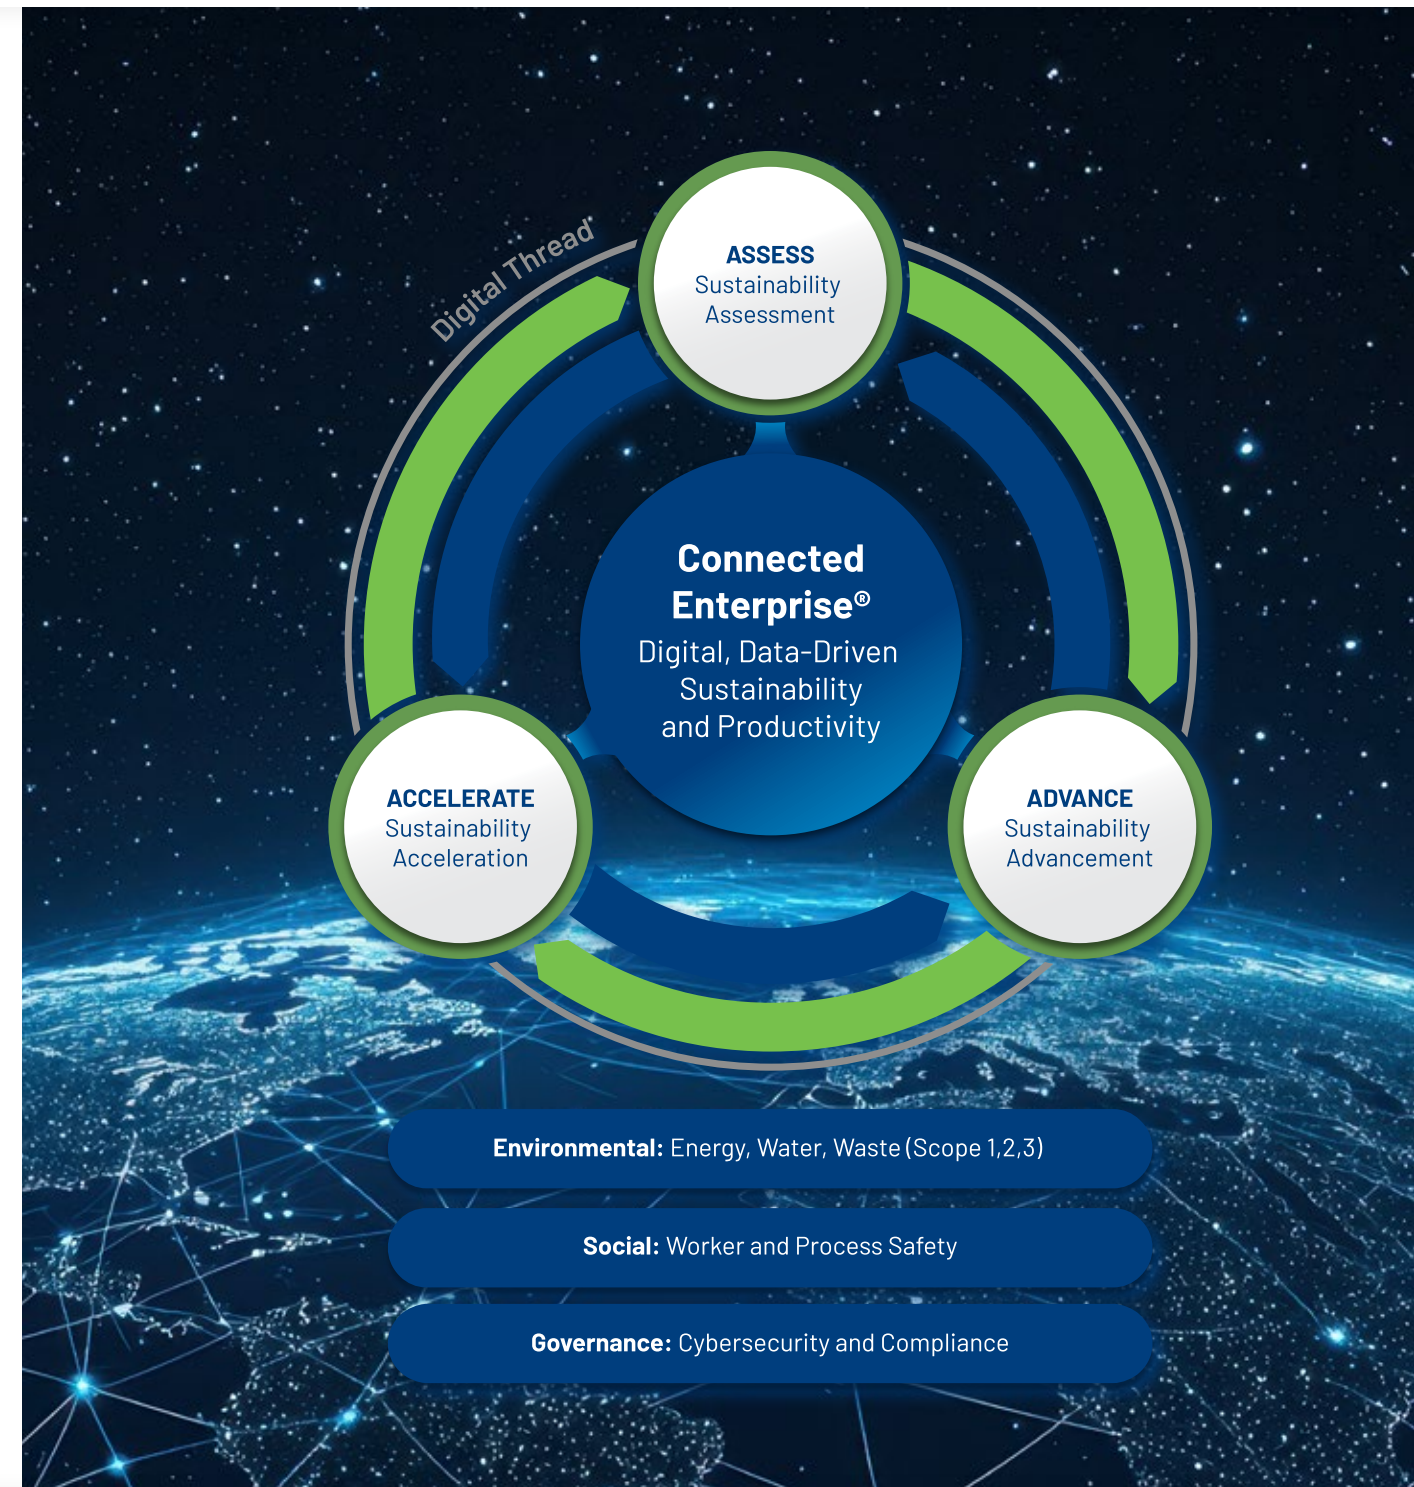 Digital Thread
ASSESS
Sustainability
Assessment
Connected
Enterprise®
Digital, Data-Driven
Sustainability
and Productivity
ACCELERATE
Sustainability
Acceleration
ADVANCE
Sustainability
Advancement
Environmental: Energy, Water, Waste (Scope 1,2,3)
Social: Worker and Process Safety
Governance: Cybersecurity and Compliance